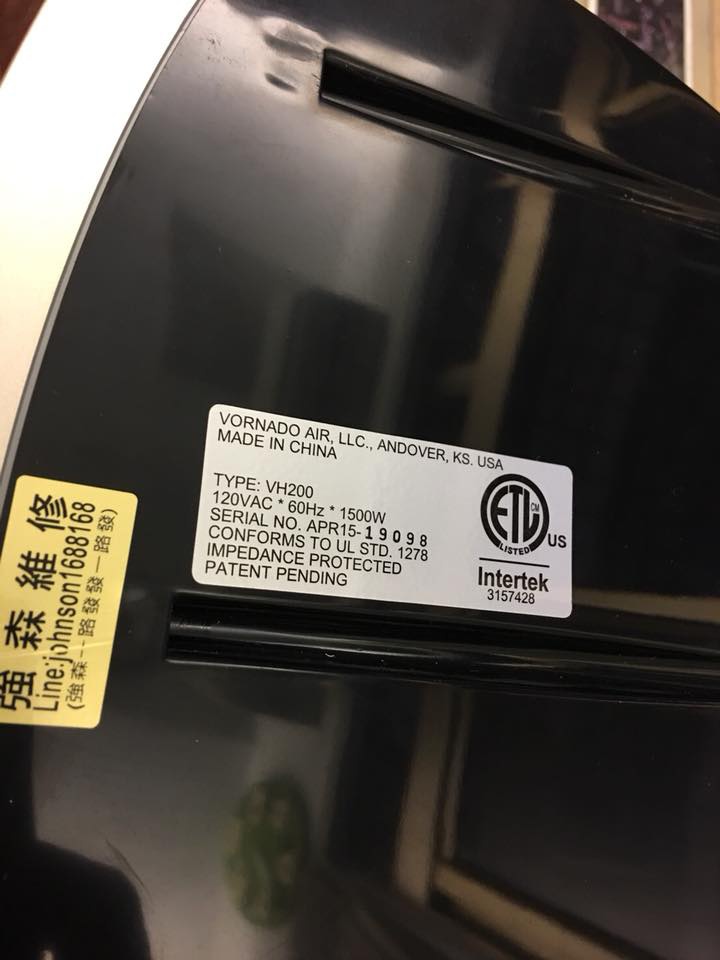 VORNADO AIR, LLC., ANDOVER, KS. USA
MADE IN CHINA
TYPE: VH200
120VAC * 60Hz * 1500W
SERIAL NO. APR15-19098
CONFORMS TO UL STD. 1278
IMPEDANCE PROTECTED
PATENT PENDING
ETL
CM
LISTED
US
Intertek
3157428
強森維修
Line:johnson1688168
(強森一路發發一路發)